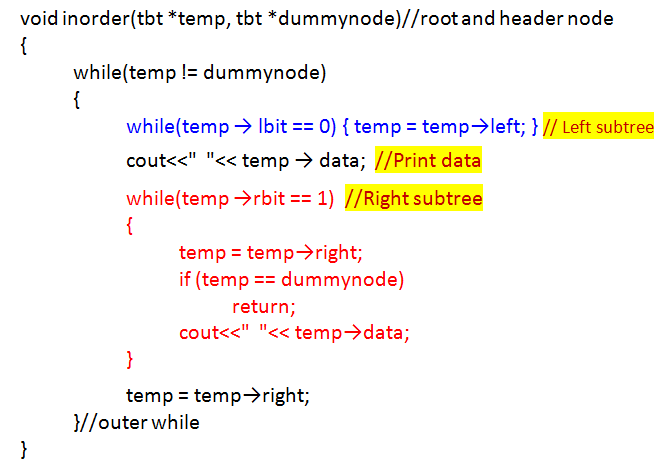 void inorder(tbt *temp, tbt *dummynode)//root and header node
{
while(temp != dummynode)
{
while(temp → lbit == 0) { temp = temp→left; } // Left subtree
cout<<" "<< temp → data; //Print data
while(temp →rbit == 1) //Right subtree
{
temp = temp→right;
if (temp == dummynode)
return;
cout<<" "<< temp→data;
}
temp = temp→right;
}//outer while
}